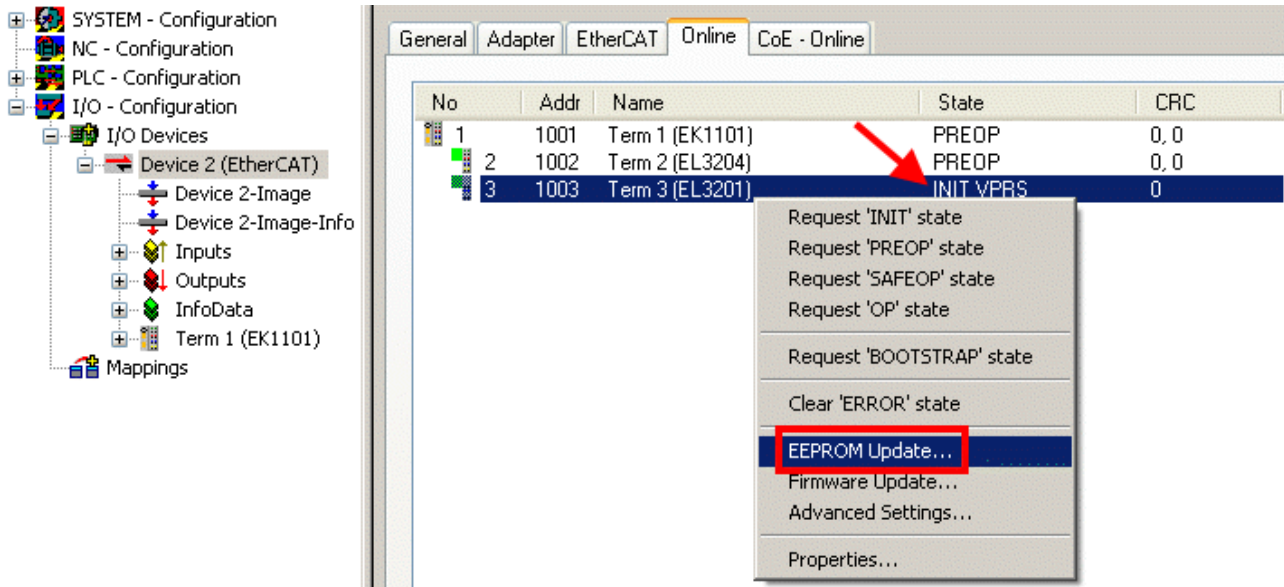 SYSTEM - Configuration
NC - Configuration
PLC - Configuration
I/O - Configuration
I/O Devices
Device 2 (EtherCAT)
Device 2-Image
Device 2-Image-Info
Inputs
Outputs
InfoData
Term 1 (EK1101)
Mappings
General Adapter EtherCAT Online CoE - Online
No Addr Name State CRC
1 1001 Term 1 (EK1101) PREOP 0, 0
2 1002 Term 2 (EL3204) PREOP 0, 0
3 1003 Term 3 (EL3201) INIT VPRS 0
Request 'INIT' state
Request 'PREOP' state
Request 'SAFEOP' state
Request 'OP' state
Request 'BOOTSTRAP' state
Clear 'ERROR' state
EEPROM Update...
Firmware Update...
Advanced Settings...
Properties...